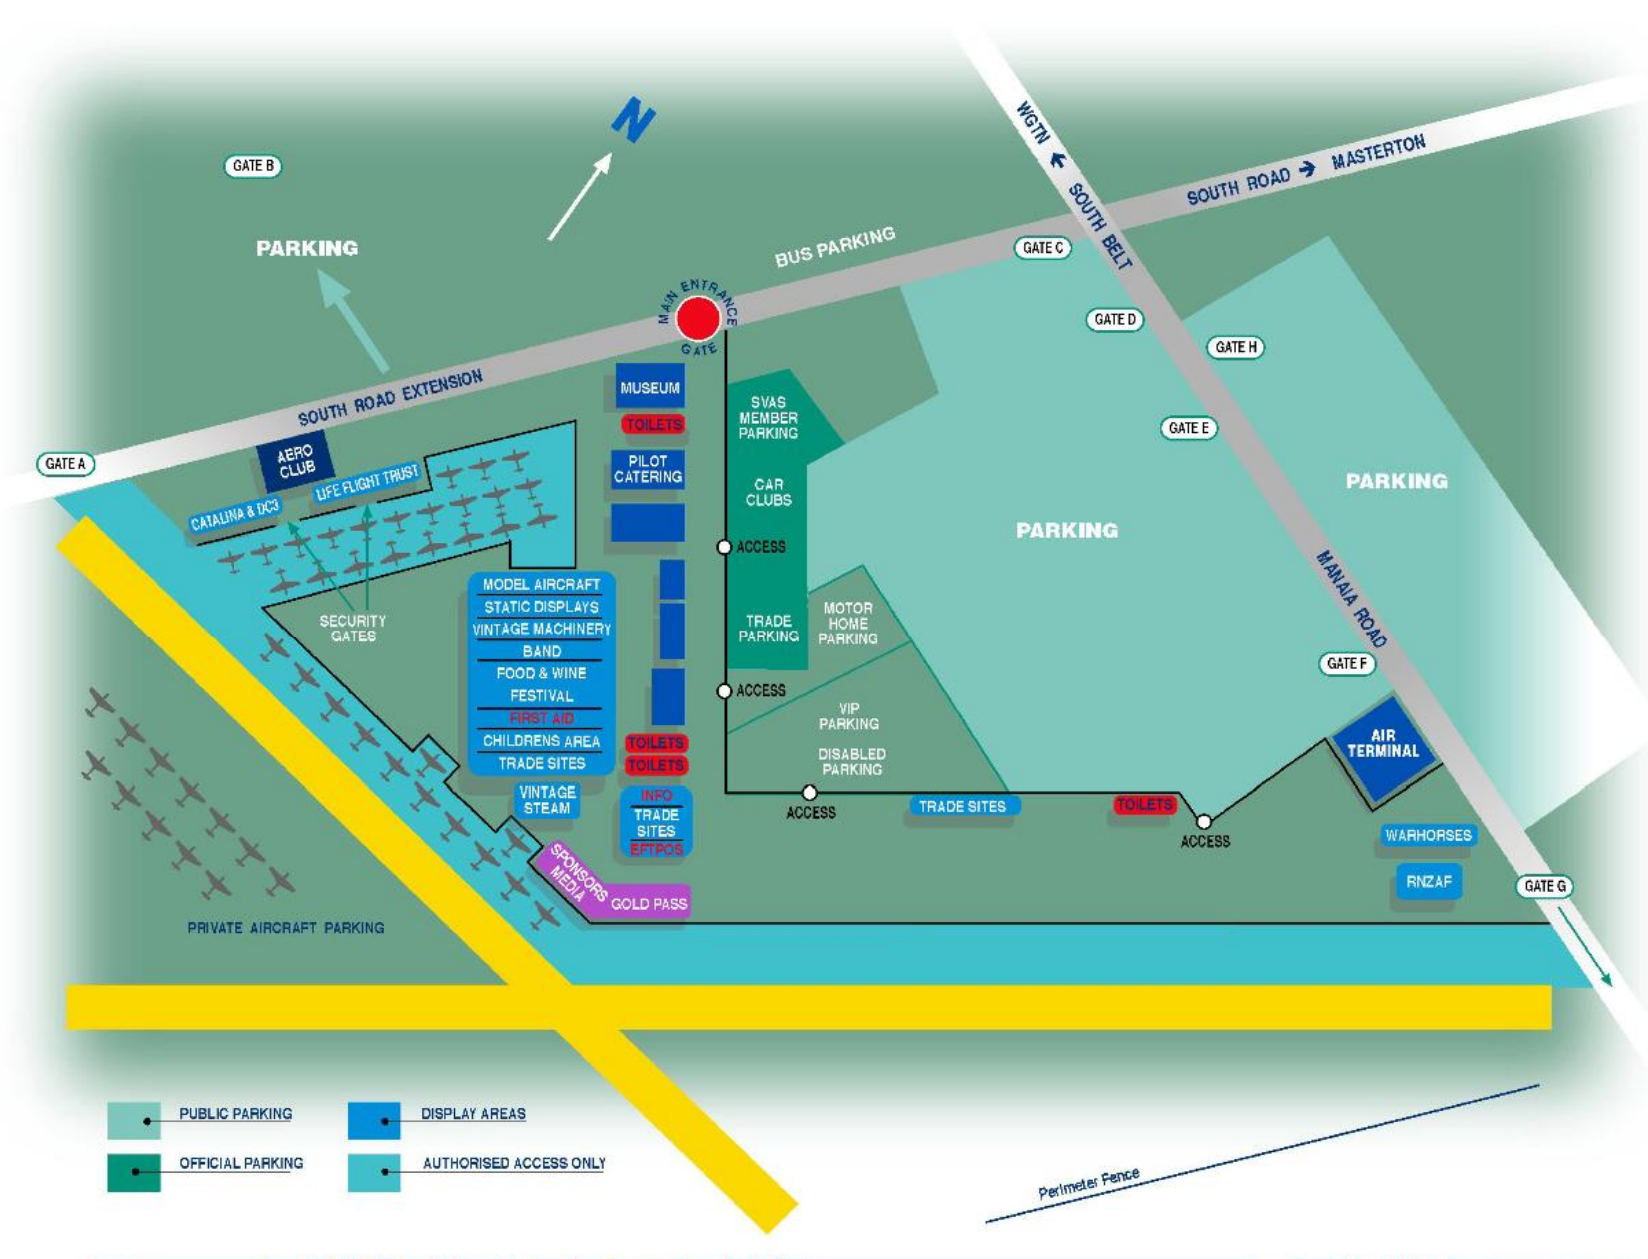 N
WGTN ← SOUTH BELT
SOUTH ROAD → MASTERTON
GATE B
PARKING
BUS PARKING
GATE C
MAIN ENTRANCE
GATE
GATE D
GATE H
SOUTH ROAD EXTENSION
MUSEUM
TOILETS
SVAS
MEMBER
PARKING
GATE E
GATE A
AERO
CLUB
LIFE FLIGHT TRUST
CATALINA & DC3
PILOT
CATERING
CAR
CLUBS
PARKING
PARKING
ACCESS
MANAIA ROAD
SECURITY
GATES
MODEL AIRCRAFT
STATIC DISPLAYS
VINTAGE MACHINERY
BAND
FOOD & WINE
FESTIVAL
FIRST AID
CHILDRENS AREA
TRADE SITES
TRADE
PARKING
MOTOR
HOME
PARKING
GATE F
ACCESS
VIP
PARKING
DISABLED
PARKING
AIR
TERMINAL
TOILETS
TOILETS
VINTAGE
STEAM
INFO
TRADE
SITES
EFTPOS
ACCESS
TRADE SITES
TOILETS
ACCESS
WARHORSES
RNZAF
GATE G
SPONSORS
MEDIA
GOLD PASS
PRIVATE AIRCRAFT PARKING
PUBLIC PARKING
DISPLAY AREAS
OFFICIAL PARKING
AUTHORISED ACCESS ONLY
Perimeter Fence